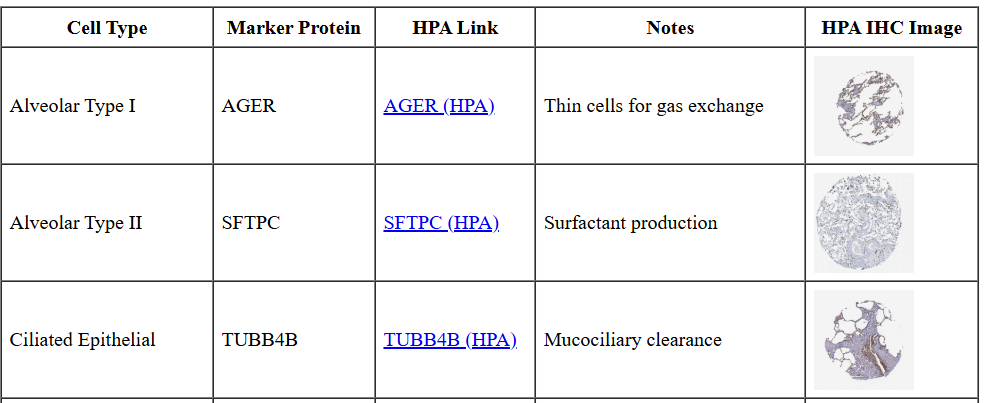 Cell Type Marker Protein HPA Link Notes HPA IHC Image
Alveolar Type I AGER AGER (HPA) Thin cells for gas exchange
Alveolar Type II SFTPC SFTPC (HPA) Surfactant production
Ciliated Epithelial TUBB4B TUBB4B (HPA) Mucociliary clearance